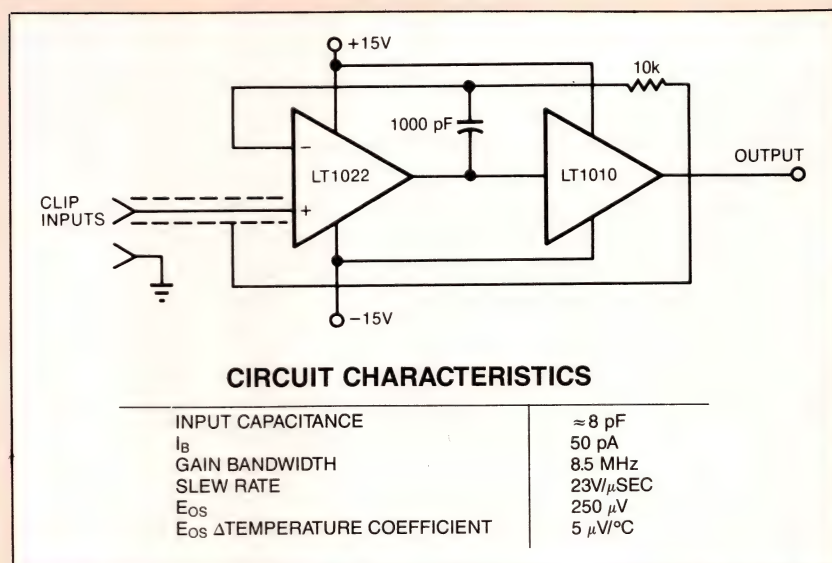 +15V
10k
1000 pF
−
LT1022
LT1010
OUTPUT
CLIP
INPUTS
+
−15V
CIRCUIT CHARACTERISTICS
INPUT CAPACITANCE ≈8 pF
IB 50 pA
GAIN BANDWIDTH 8.5 MHz
SLEW RATE 23V/μSEC
EOS 250 μV
EOS ΔTEMPERATURE COEFFICIENT 5 μV/°C